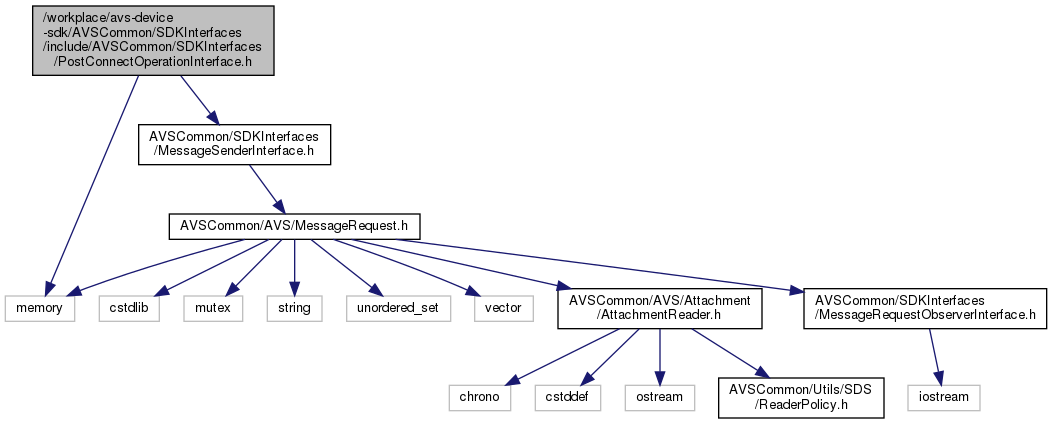 /workplace/avs-device
-sdk/AVSCommon/SDKInterfaces
/include/AVSCommon/SDKInterfaces
/PostConnectOperationInterface.h
AVSCommon/SDKInterfaces
/MessageSenderInterface.h
AVSCommon/AVS/MessageRequest.h
memory
cstdlib
mutex
string
unordered_set
vector
AVSCommon/AVS/Attachment
/AttachmentReader.h
AVSCommon/SDKInterfaces
/MessageRequestObserverInterface.h
chrono
cstddef
ostream
AVSCommon/Utils/SDS
/ReaderPolicy.h
iostream